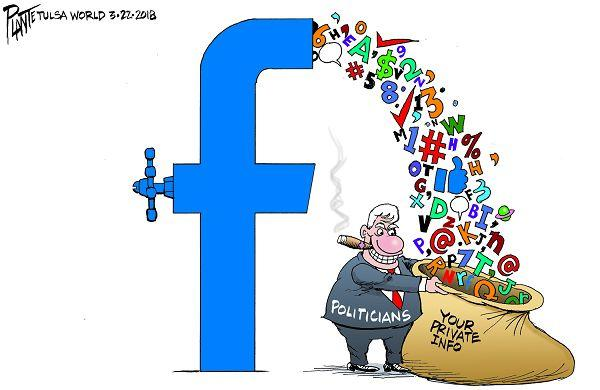 PLANTE TULSA WORLD 3-22-2018
f
POLITICIANS
YOUR
PRIVATE
INFO